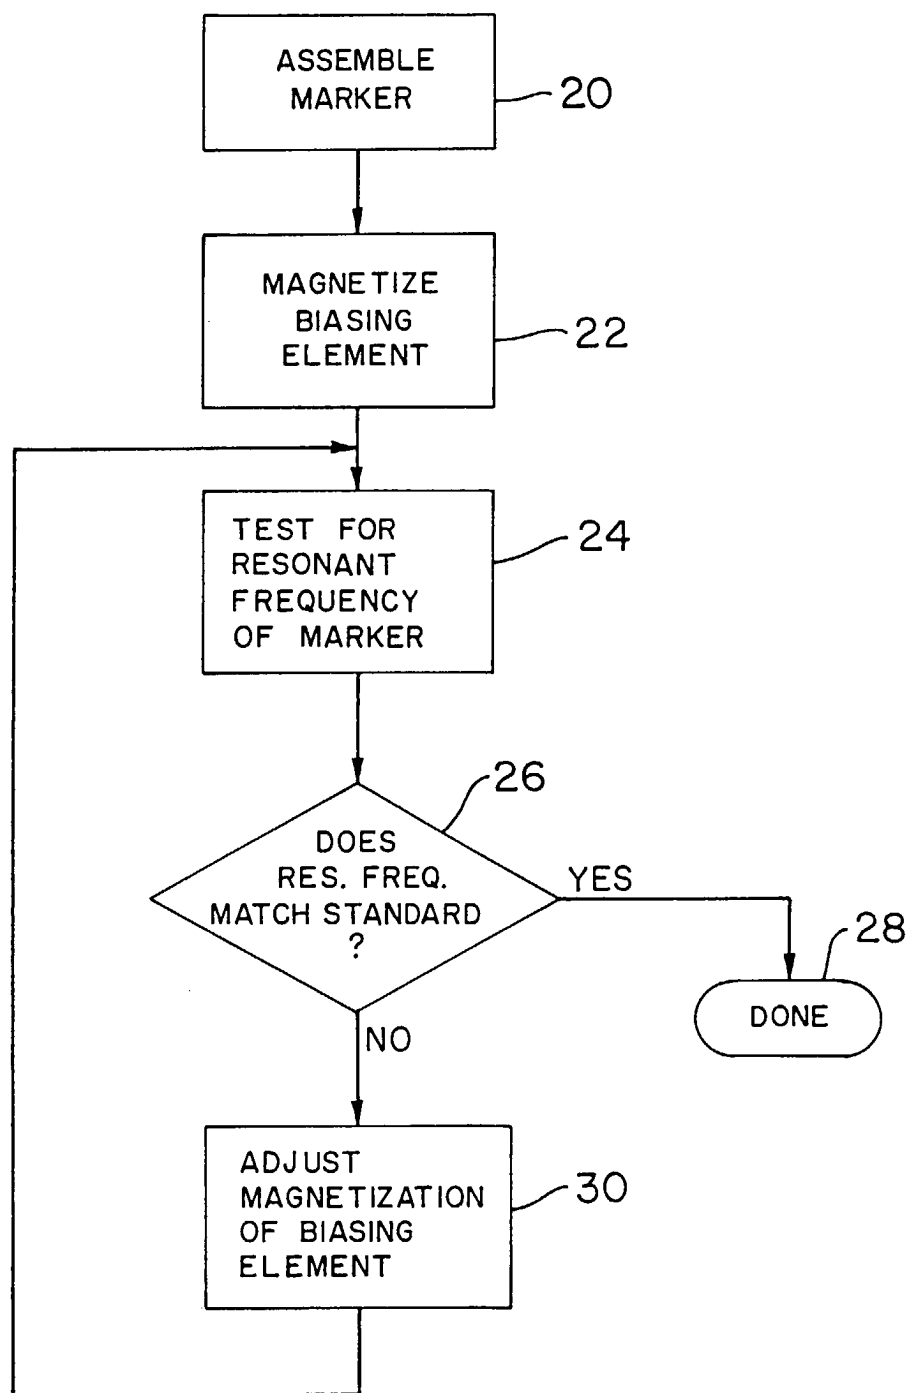 ASSEMBLE
MARKER
20
MAGNETIZE
BIASING
ELEMENT
22
TEST FOR
RESONANT
FREQUENCY
OF MARKER
24
26
DOES
RES. FREQ.
MATCH STANDARD
?
YES
28
DONE
NO
ADJUST
MAGNETIZATION
OF BIASING
ELEMENT
30